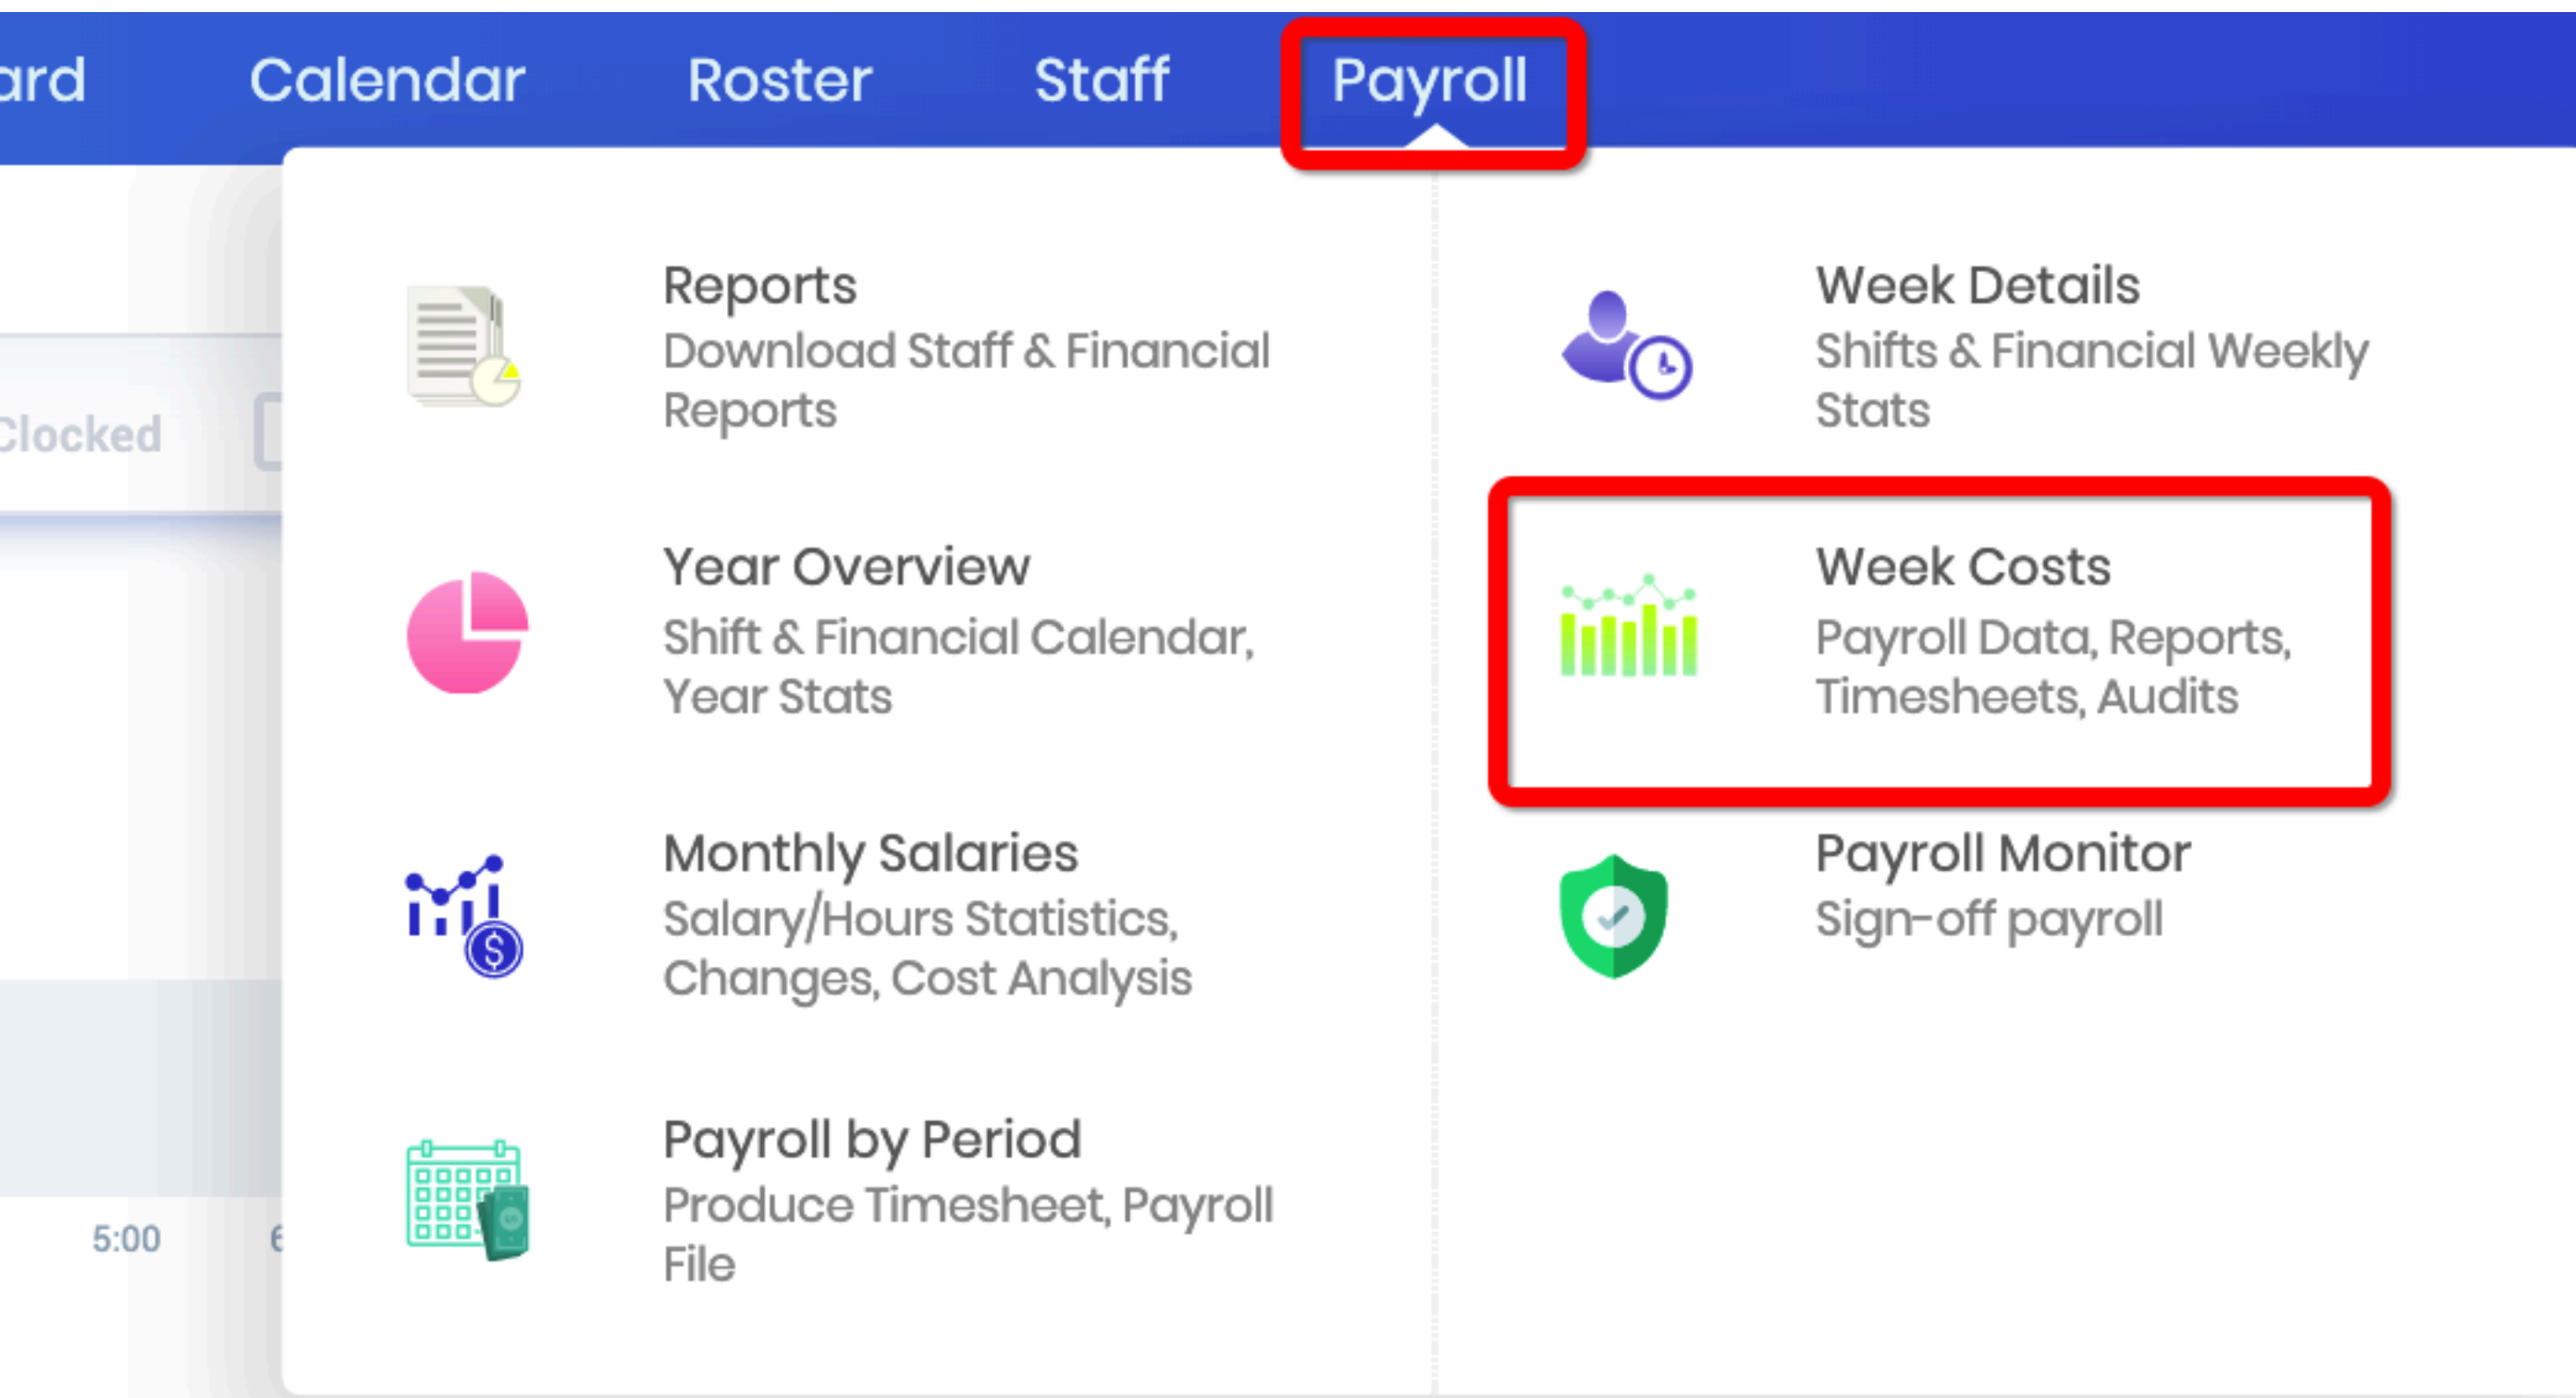 ard Calendar Roster Staff Payroll
Clocked
Reports
Download Staff & Financial
Reports
Year Overview
Shift & Financial Calendar,
Year Stats
Monthly Salaries
Salary/Hours Statistics,
Changes, Cost Analysis
Payroll by Period
Produce Timesheet, Payroll
File
Week Details
Shifts & Financial Weekly
Stats
Week Costs
Payroll Data, Reports,
Timesheets, Audits
Payroll Monitor
Sign-off payroll
5:00